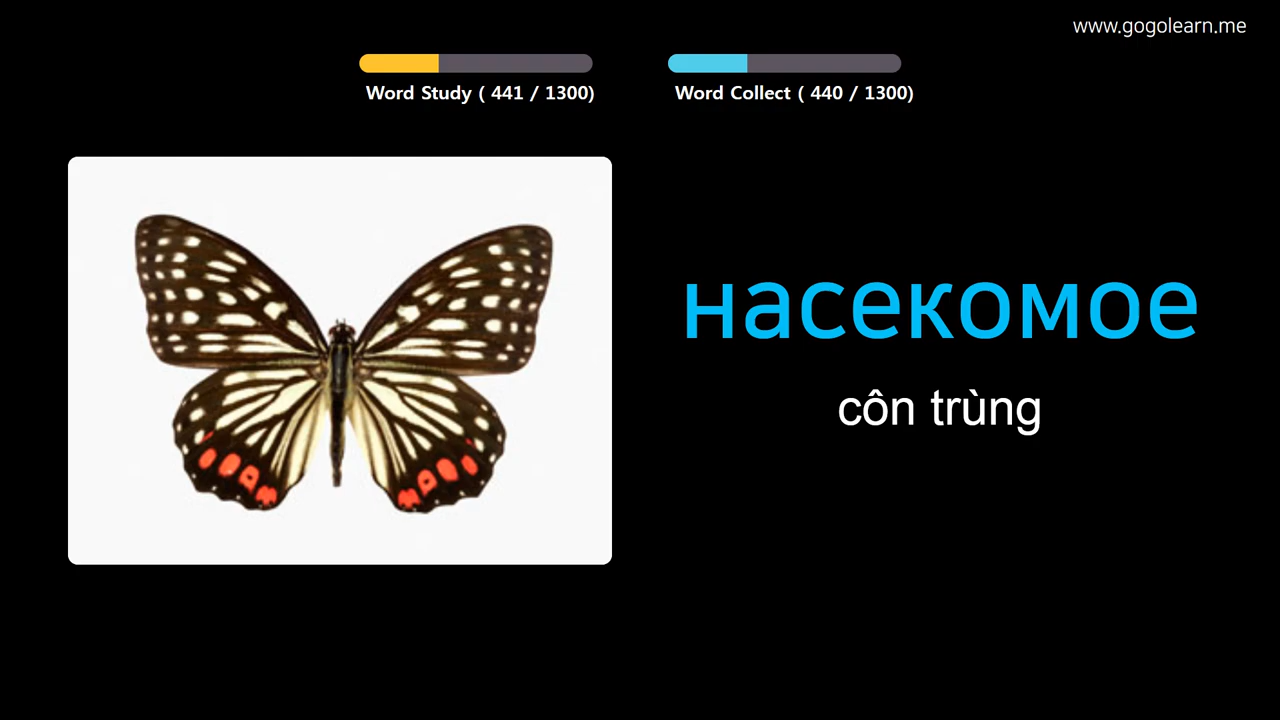 www.gogolearn.me
Word Study ( 441 / 1300)
Word Collect ( 440 / 1300)
насекомое
côn trùng